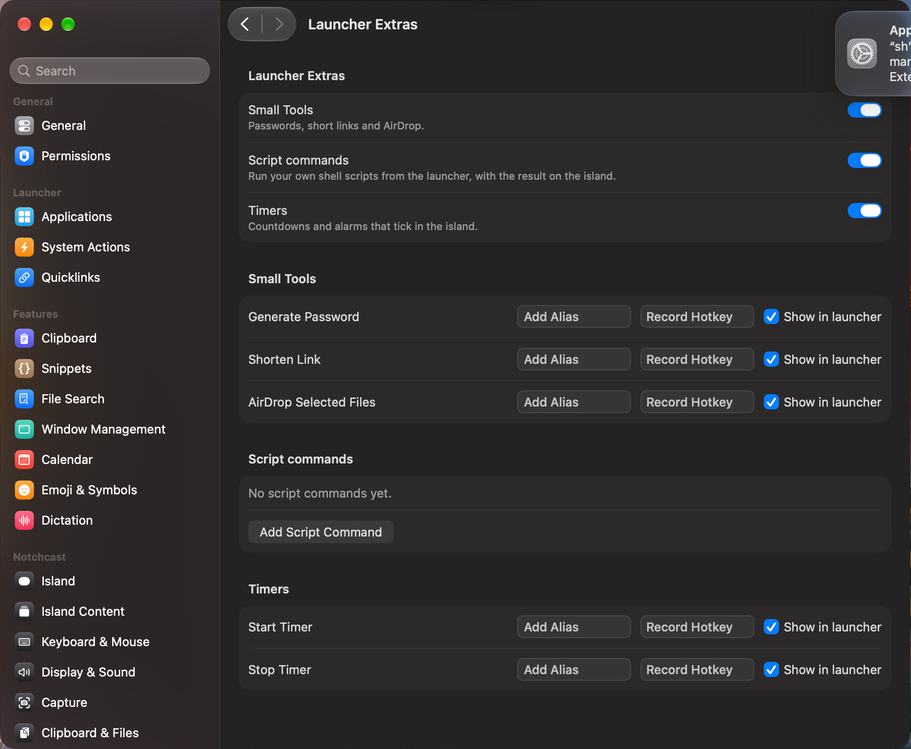 Launcher Extras
Search
General
General
Permissions
Launcher
Applications
System Actions
Quicklinks
Features
Clipboard
Snippets
File Search
Window Management
Calendar
Emoji & Symbols
Dictation
Notchcast
Island
Island Content
Keyboard & Mouse
Display & Sound
Capture
Clipboard & Files
Launcher Extras
Small Tools
Passwords, short links and AirDrop.
Script commands
Run your own shell scripts from the launcher, with the result on the island.
Timers
Countdowns and alarms that tick in the island.
Small Tools
Generate Password Add Alias Record Hotkey Show in launcher
Shorten Link Add Alias Record Hotkey Show in launcher
AirDrop Selected Files Add Alias Record Hotkey Show in launcher
Script commands
No script commands yet.
Add Script Command
Timers
Start Timer Add Alias Record Hotkey Show in launcher
Stop Timer Add Alias Record Hotkey Show in launcher
"sh"